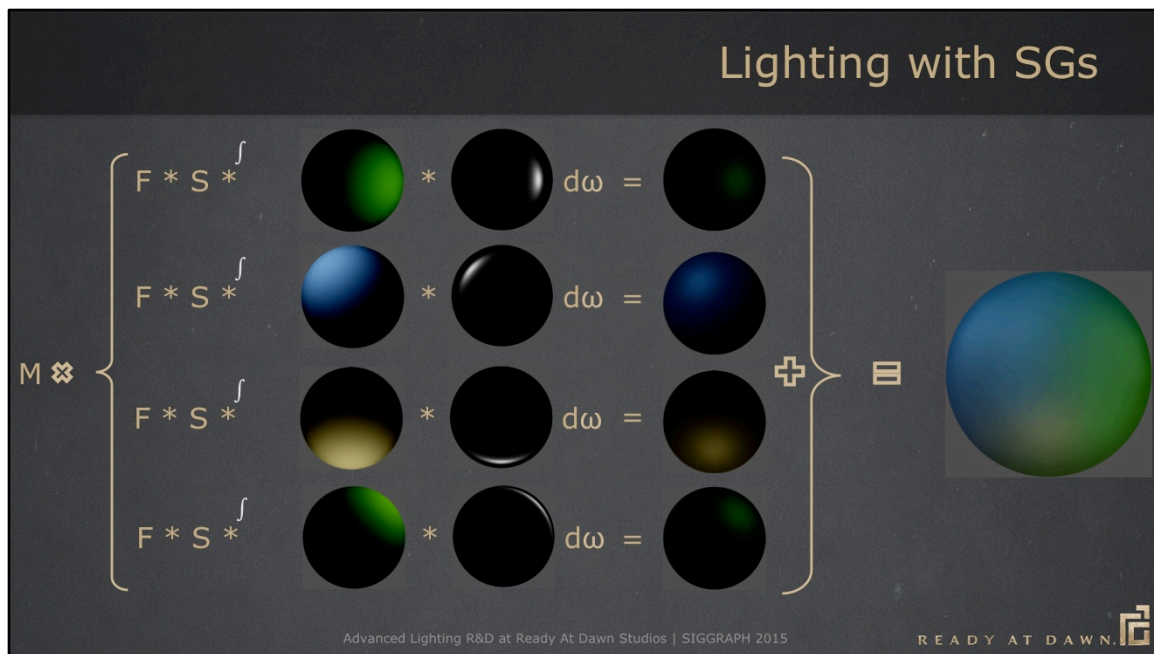 Lighting with SGs
F * S * ∫ * dω =
F * S * ∫ * dω =
M ✖
F * S * ∫ * dω =
F * S * ∫ * dω =
+ =
Advanced Lighting R&D at Ready At Dawn Studios | SIGGRAPH 2015
READY AT DAWN.